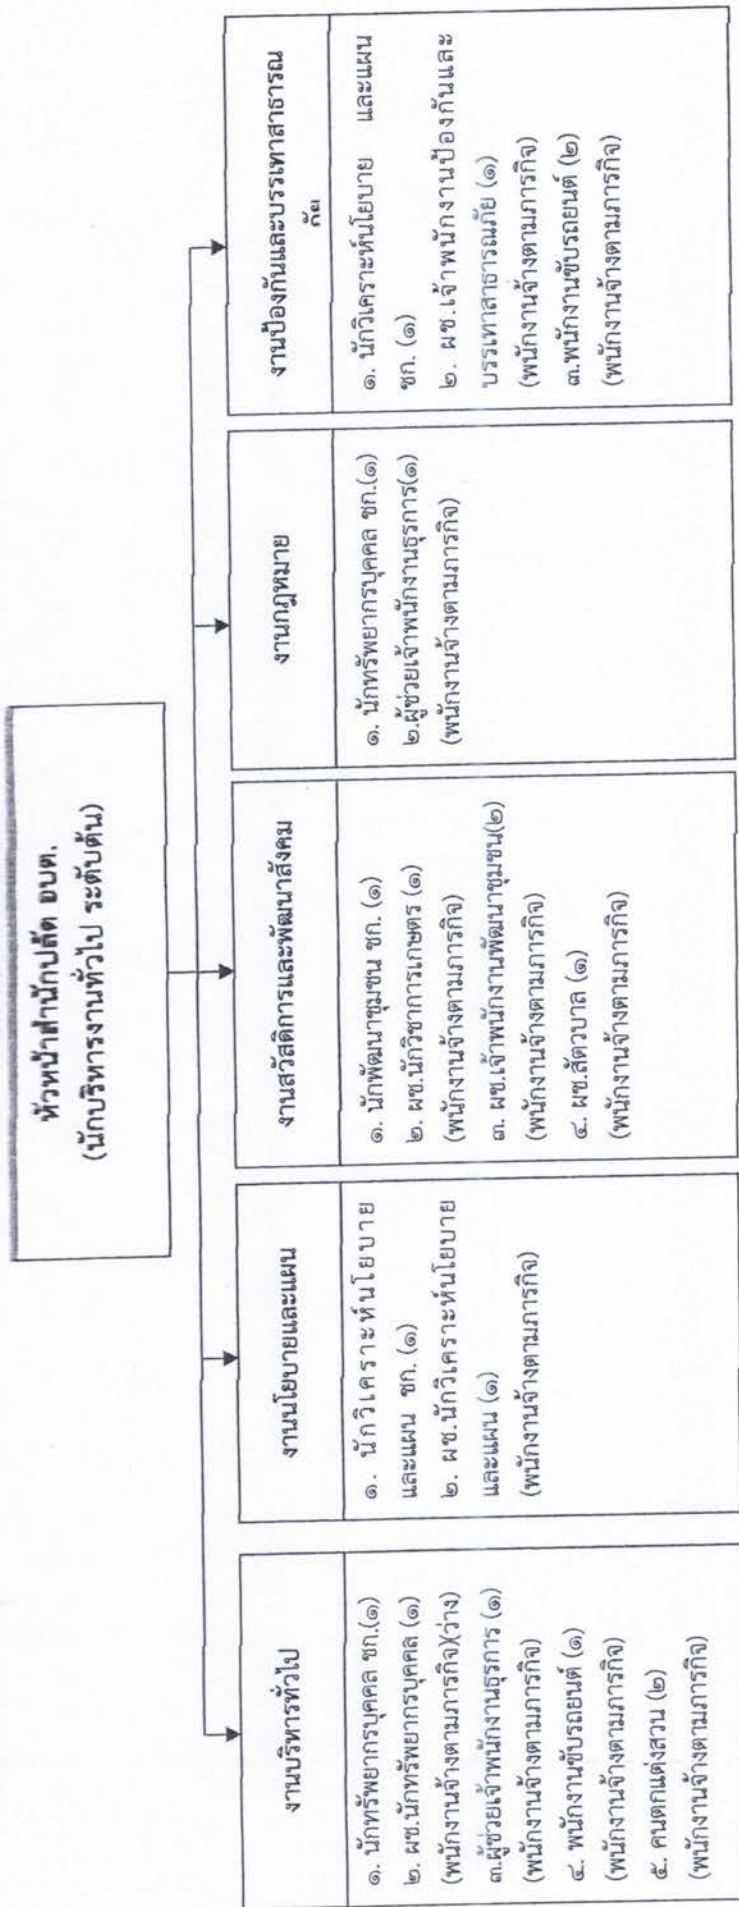 หัวหน้าสำนักปลัด อบต.
(นักบริหารงานทั่วไป ระดับต้น)
งานบริหารทั่วไป
๑. นักทรัพยากรบุคคล ชก.(๑)
๒. ผช.นักทรัพยากรบุคคล (๑)
(พนักงานจ้างตามภารกิจ)(ว่าง)
๓.ผู้ช่วยเจ้าพนักงานธุรการ (๑)
(พนักงานจ้างตามภารกิจ)
๔. พนักงานขับรถยนต์ (๑)
(พนักงานจ้างตามภารกิจ)
๕. คนตกแต่งสวน (๒)
(พนักงานจ้างตามภารกิจ)
งานนโยบายและแผน
๑. นักวิเคราะห์นโยบาย
และแผน ชก. (๑)
๒. ผช.นักวิเคราะห์นโยบาย
และแผน (๑)
(พนักงานจ้างตามภารกิจ)
งานสวัสดิการและพัฒนาสังคม
๑. นักพัฒนาชุมชน ชก. (๑)
๒. ผช.นักวิชาการเกษตร (๑)
(พนักงานจ้างตามภารกิจ)
๓. ผช.เจ้าพนักงานพัฒนาชุมชน(๒)
(พนักงานจ้างตามภารกิจ)
๔. ผช.สัตวบาล (๑)
(พนักงานจ้างตามภารกิจ)
งานกฎหมาย
๑. นักทรัพยากรบุคคล ชก.(๑)
๒.ผู้ช่วยเจ้าพนักงานธุรการ(๑)
(พนักงานจ้างตามภารกิจ)
งานป้องกันและบรรเทาสาธารณ
ภัย
๑. นักวิเคราะห์นโยบาย และแผน
ชก. (๑)
๒. ผช.เจ้าพนักงานป้องกันและ
บรรเทาสาธารณภัย (๑)
(พนักงานจ้างตามภารกิจ)
๓.พนักงานขับรถยนต์ (๒)
(พนักงานจ้างตามภารกิจ)